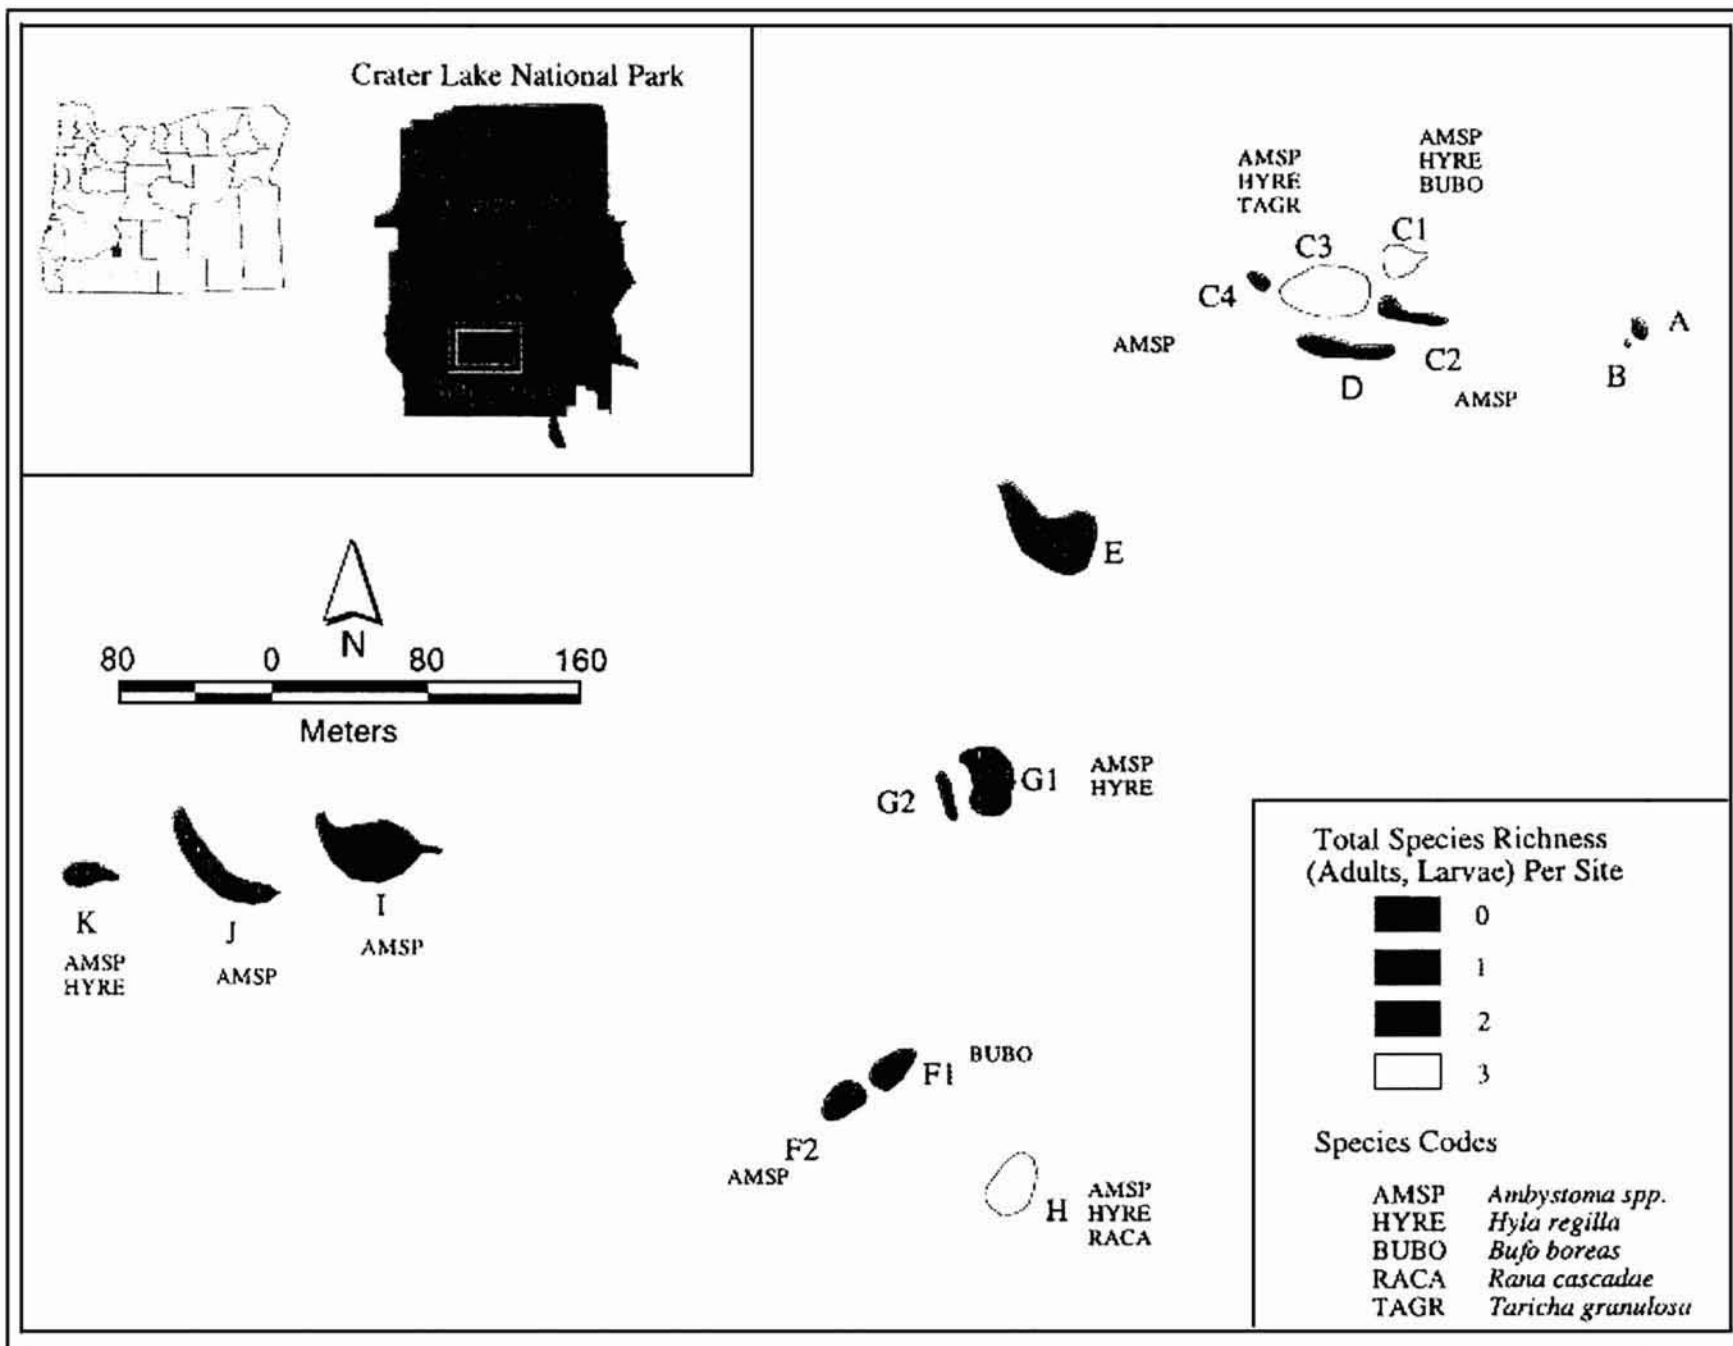 Crater Lake National Park
AMSP
HYRE
TAGR
AMSP
HYRE
BUBO
C3
C1
C4
AMSP
A
B
C2
D
AMSP
E
N
80 0 80 160
Meters
G2
G1
AMSP
HYRE
K
AMSP
HYRE
J
AMSP
I
AMSP
F1
BUBO
F2
AMSP
H
AMSP
HYRE
RACA
Total Species Richness
(Adults, Larvae) Per Site
0
1
2
3
Species Codes
AMSP Ambystoma spp.
HYRE Hyla regilla
BUBO Bufo boreas
RACA Rana cascadae
TAGR Taricha granulosa